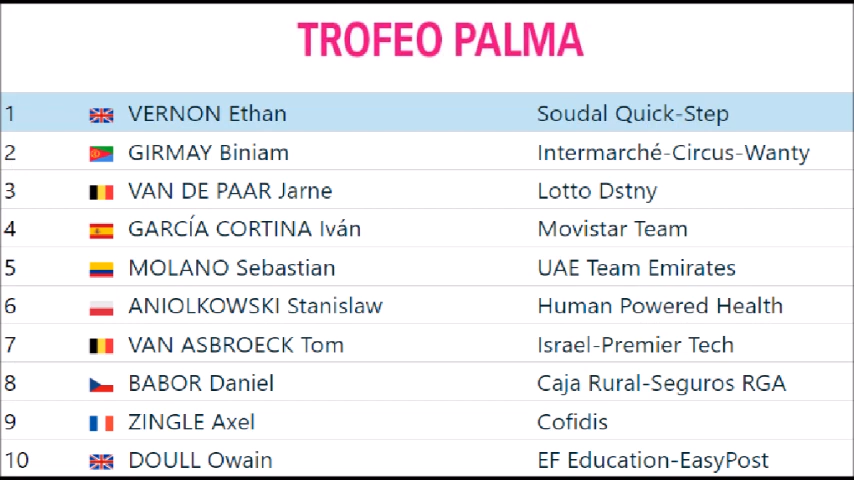 TROFEO PALMA
1 VERNON Ethan Soudal Quick-Step
2 GIRMAY Biniam Intermarché-Circus-Wanty
3 VAN DE PAAR Jarne Lotto Dstny
4 GARCÍA CORTINA Iván Movistar Team
5 MOLANO Sebastian UAE Team Emirates
6 ANIOLKOWSKI Stanislaw Human Powered Health
7 VAN ASBROECK Tom Israel-Premier Tech
8 BABOR Daniel Caja Rural-Seguros RGA
9 ZINGLE Axel Cofidis
10 DOULL Owain EF Education-EasyPost